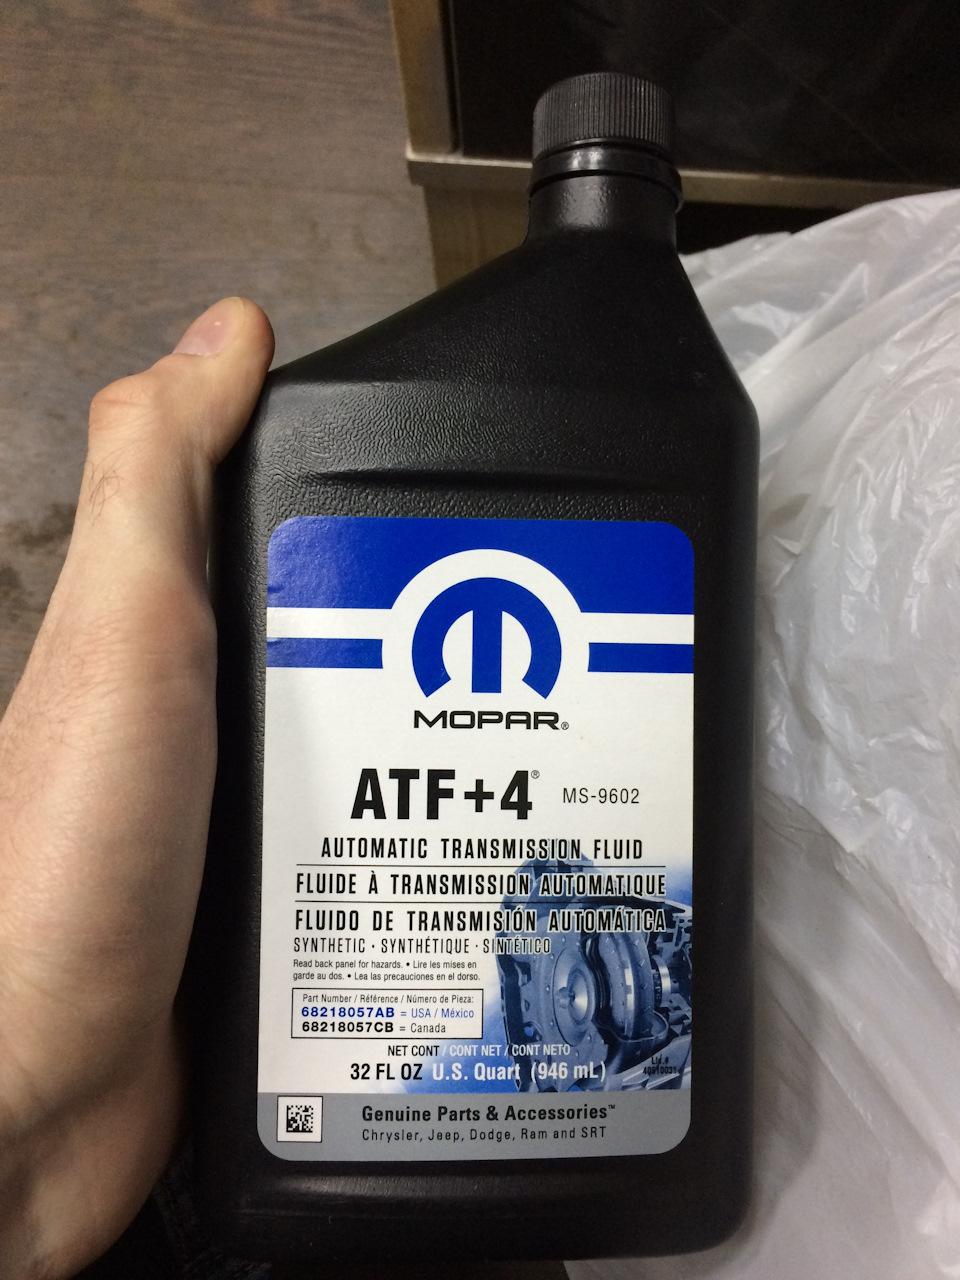 MOPAR®
ATF+4® MS-9602
AUTOMATIC TRANSMISSION FLUID
FLUIDE À TRANSMISSION AUTOMATIQUE
FLUIDO DE TRANSMISIÓN AUTOMÁTICA
SYNTHETIC · SYNTHÉTIQUE · SINTÉTICO
Read back panel for hazards. • Lire les mises en
garde au dos. • Lea las precauciones en el dorso.
Part Number / Référence / Número de Pieza:
68218057AB = USA / México
68218057CB = Canada
NET CONT / CONT NET / CONT NETO
32 FL OZ U.S. Quart (946 mL)
Genuine Parts & Accessories™
Chrysler, Jeep, Dodge, Ram and SRT